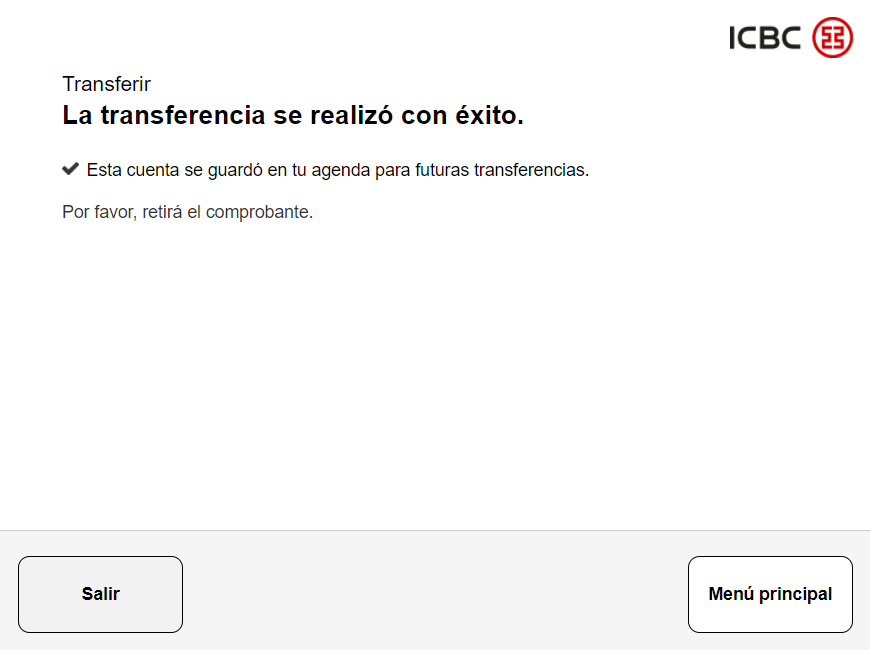 ICBC
Transferir
La transferencia se realizó con éxito.
Esta cuenta se guardó en tu agenda para futuras transferencias.
Por favor, retirá el comprobante.
Salir
Menú principal